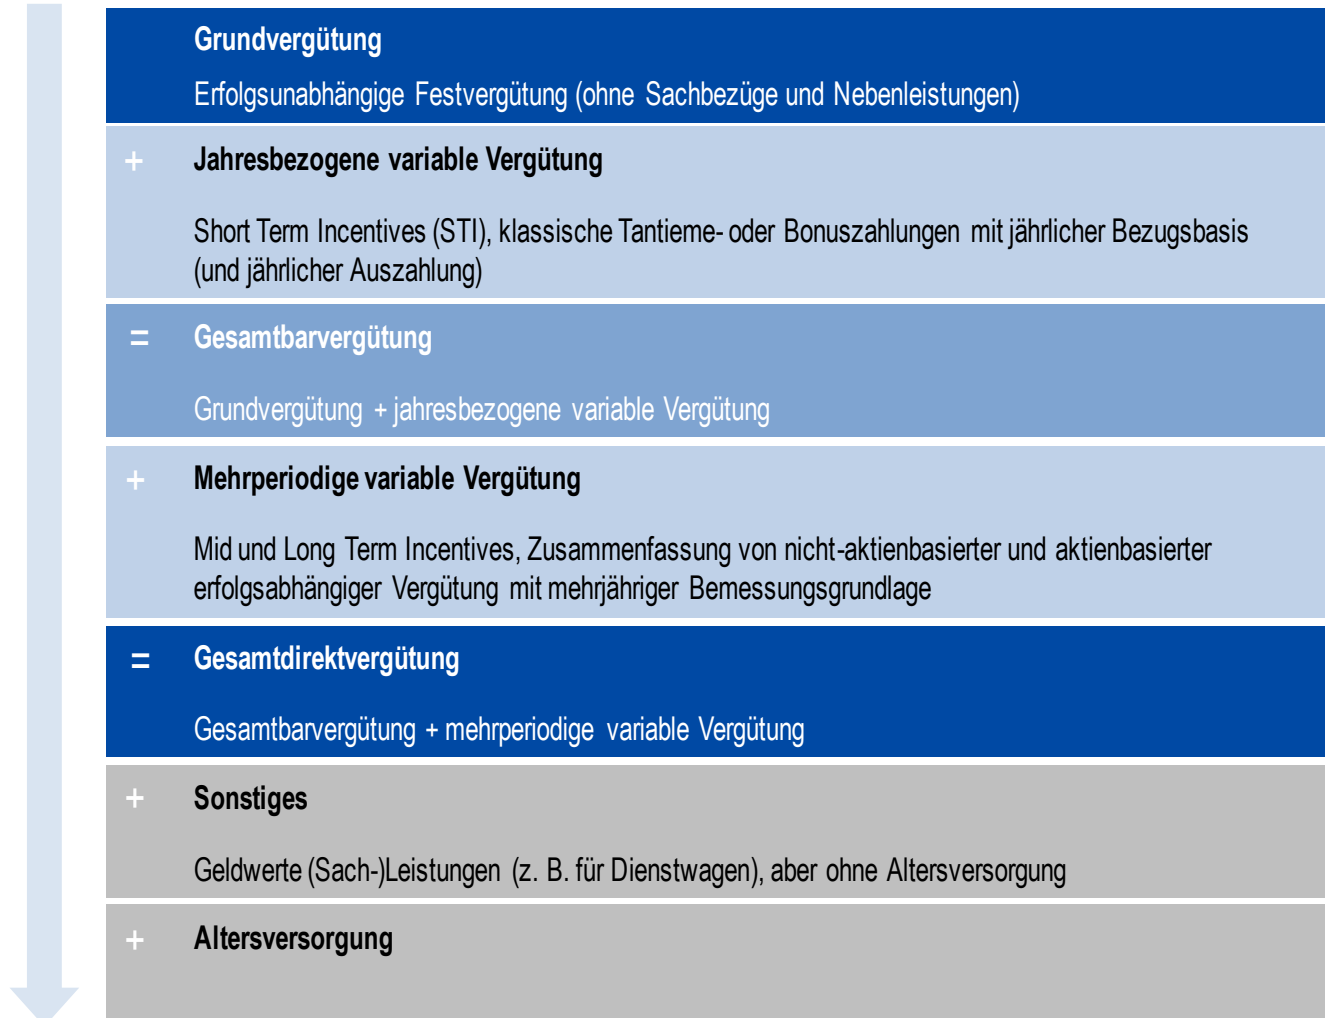 Grundvergütung
Erfolgsunabhängige Festvergütung (ohne Sachbezüge und Nebenleistungen)
+ Jahresbezogene variable Vergütung
Short Term Incentives (STI), klassische Tantieme- oder Bonuszahlungen mit jährlicher Bezugsbasis
(und jährlicher Auszahlung)
= Gesamtbarvergütung
Grundvergütung + jahresbezogene variable Vergütung
+ Mehrperiodige variable Vergütung
Mid und Long Term Incentives, Zusammenfassung von nicht-aktienbasierter und aktienbasierter
erfolgsabhängiger Vergütung mit mehrjähriger Bemessungsgrundlage
= Gesamtdirektvergütung
Gesamtbarvergütung + mehrperiodige variable Vergütung
+ Sonstiges
Geldwerte (Sach-)Leistungen (z. B. für Dienstwagen), aber ohne Altersversorgung
+ Altersversorgung